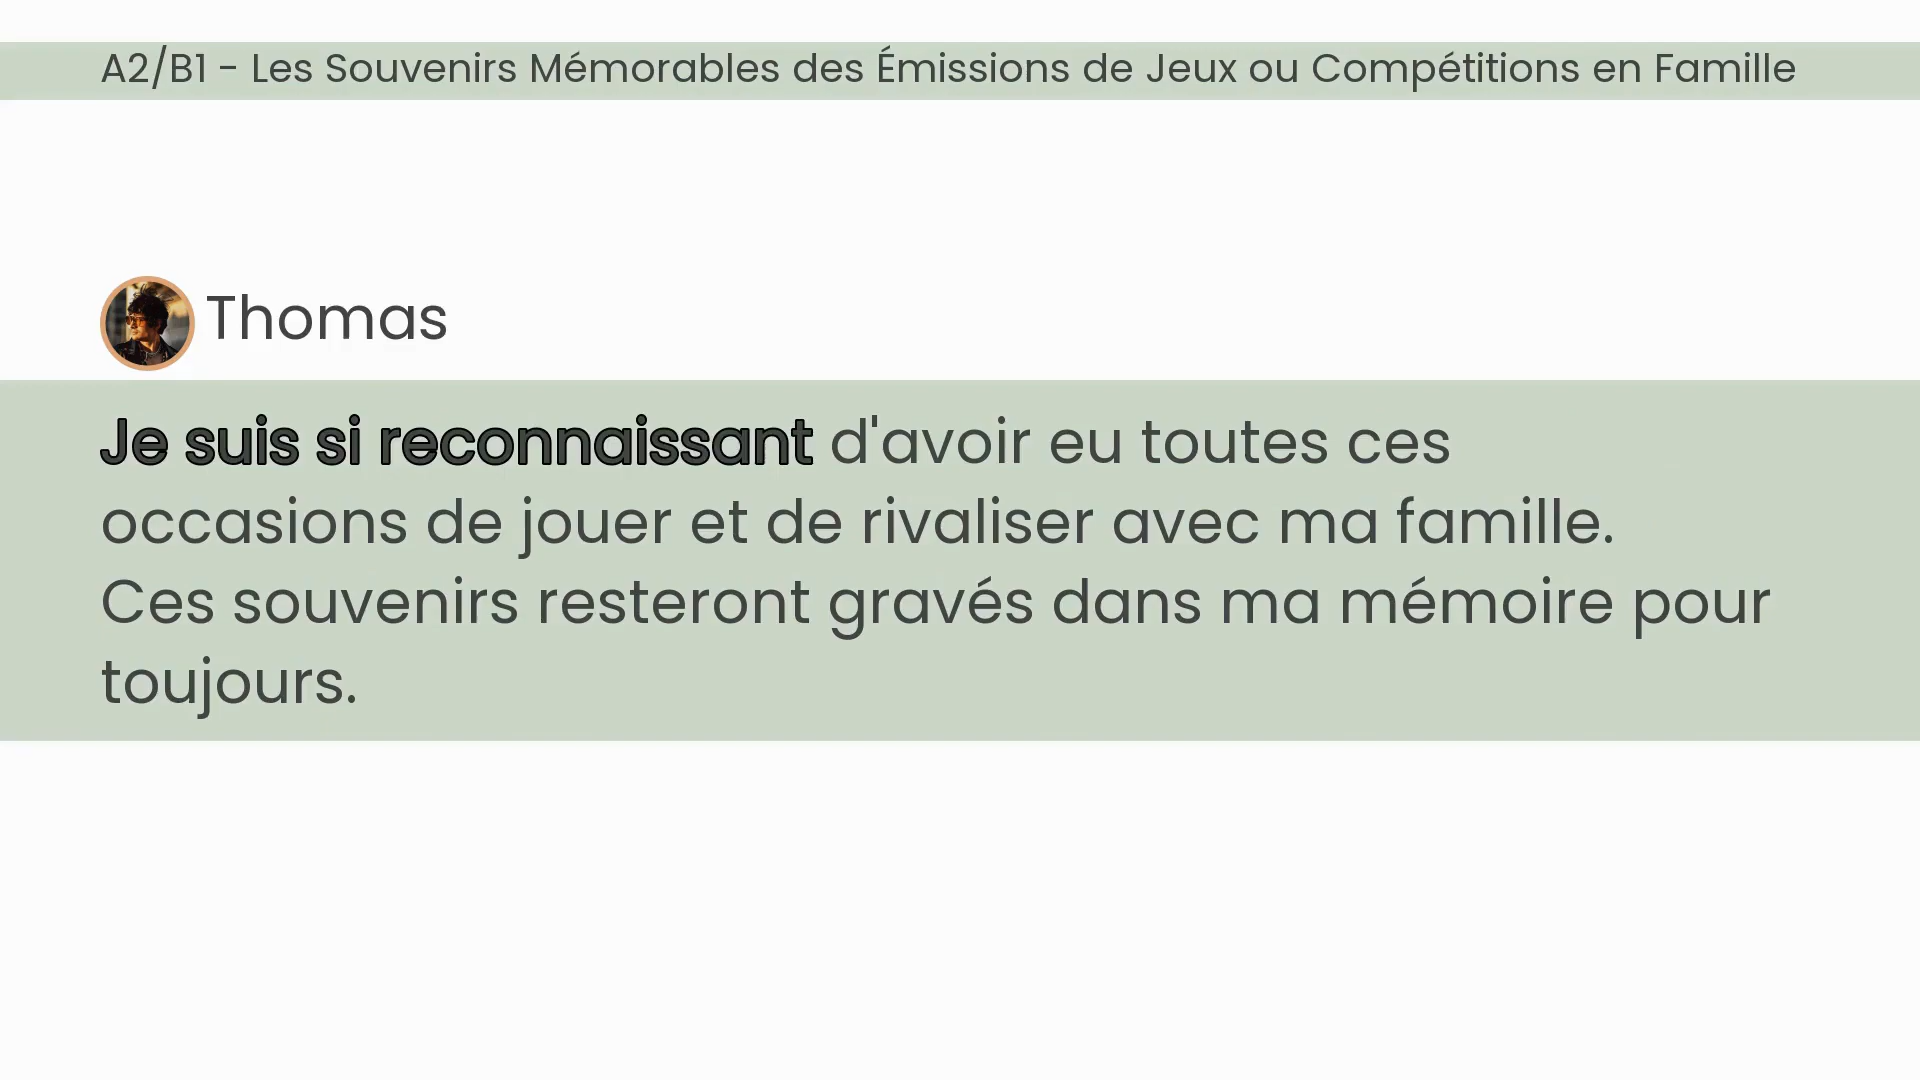 A2/B1 - Les Souvenirs Mémorables des Émissions de Jeux ou Compétitions en Famille
Thomas
Je suis si reconnaissant d'avoir eu toutes ces
occasions de jouer et de rivaliser avec ma famille.
Ces souvenirs resteront gravés dans ma mémoire pour
toujours.